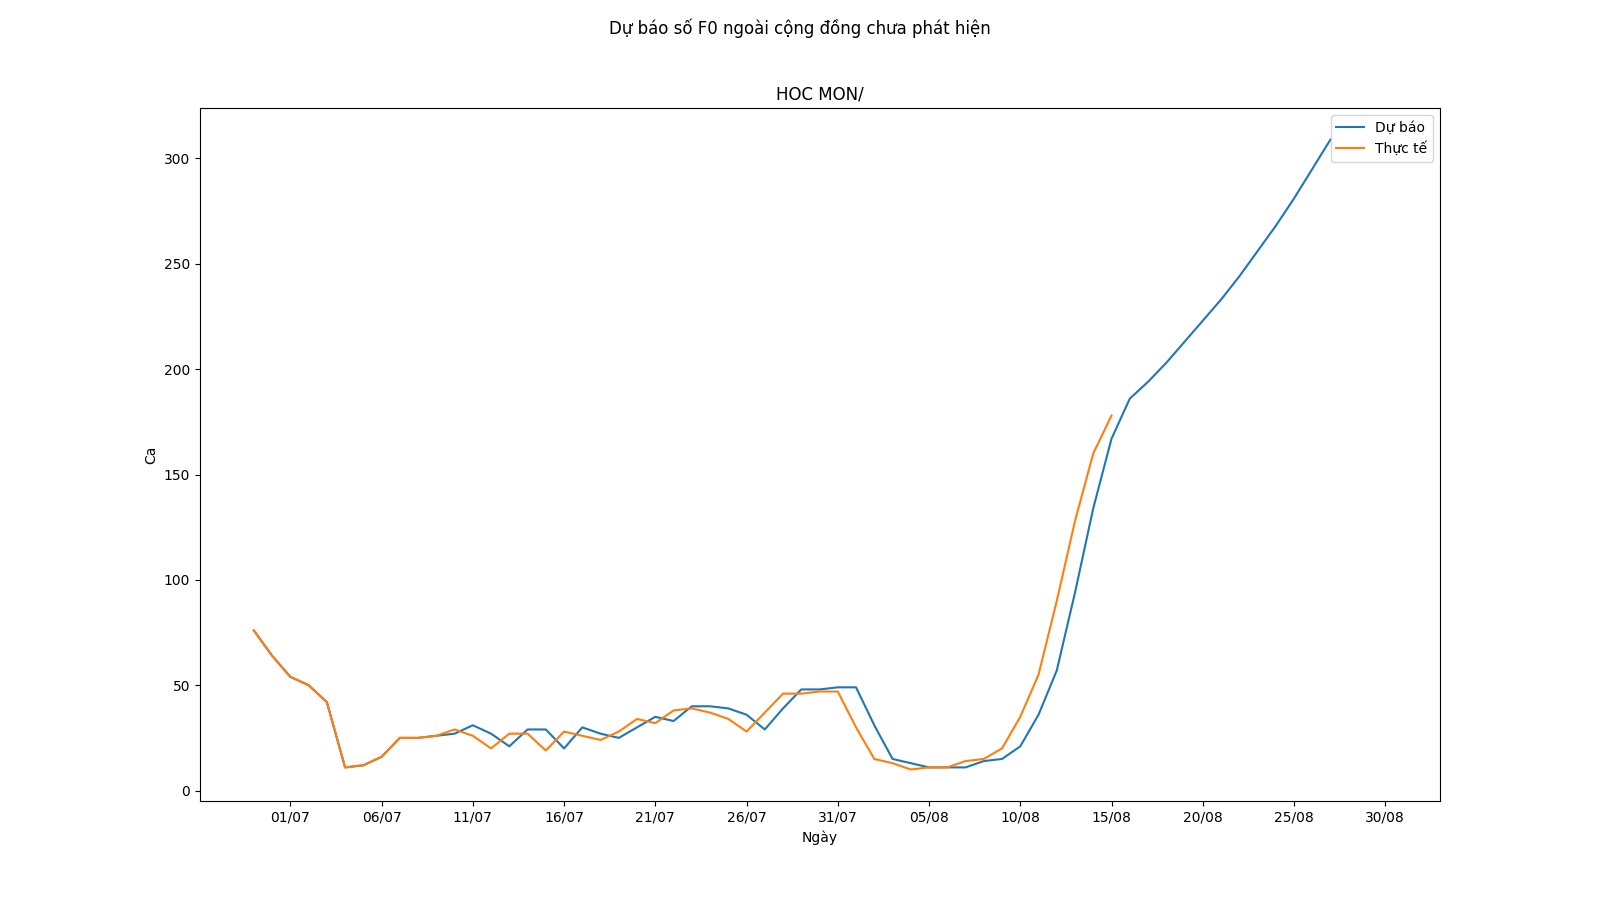 Dự báo số F0 ngoài cộng đồng chưa phát hiện
HOC MON/
Dự báo
Thực tế
300
250
200
150
100
50
0
Ca
01/07 06/07 11/07 16/07 21/07 26/07 31/07 05/08 10/08 15/08 20/08 25/08 30/08
Ngày